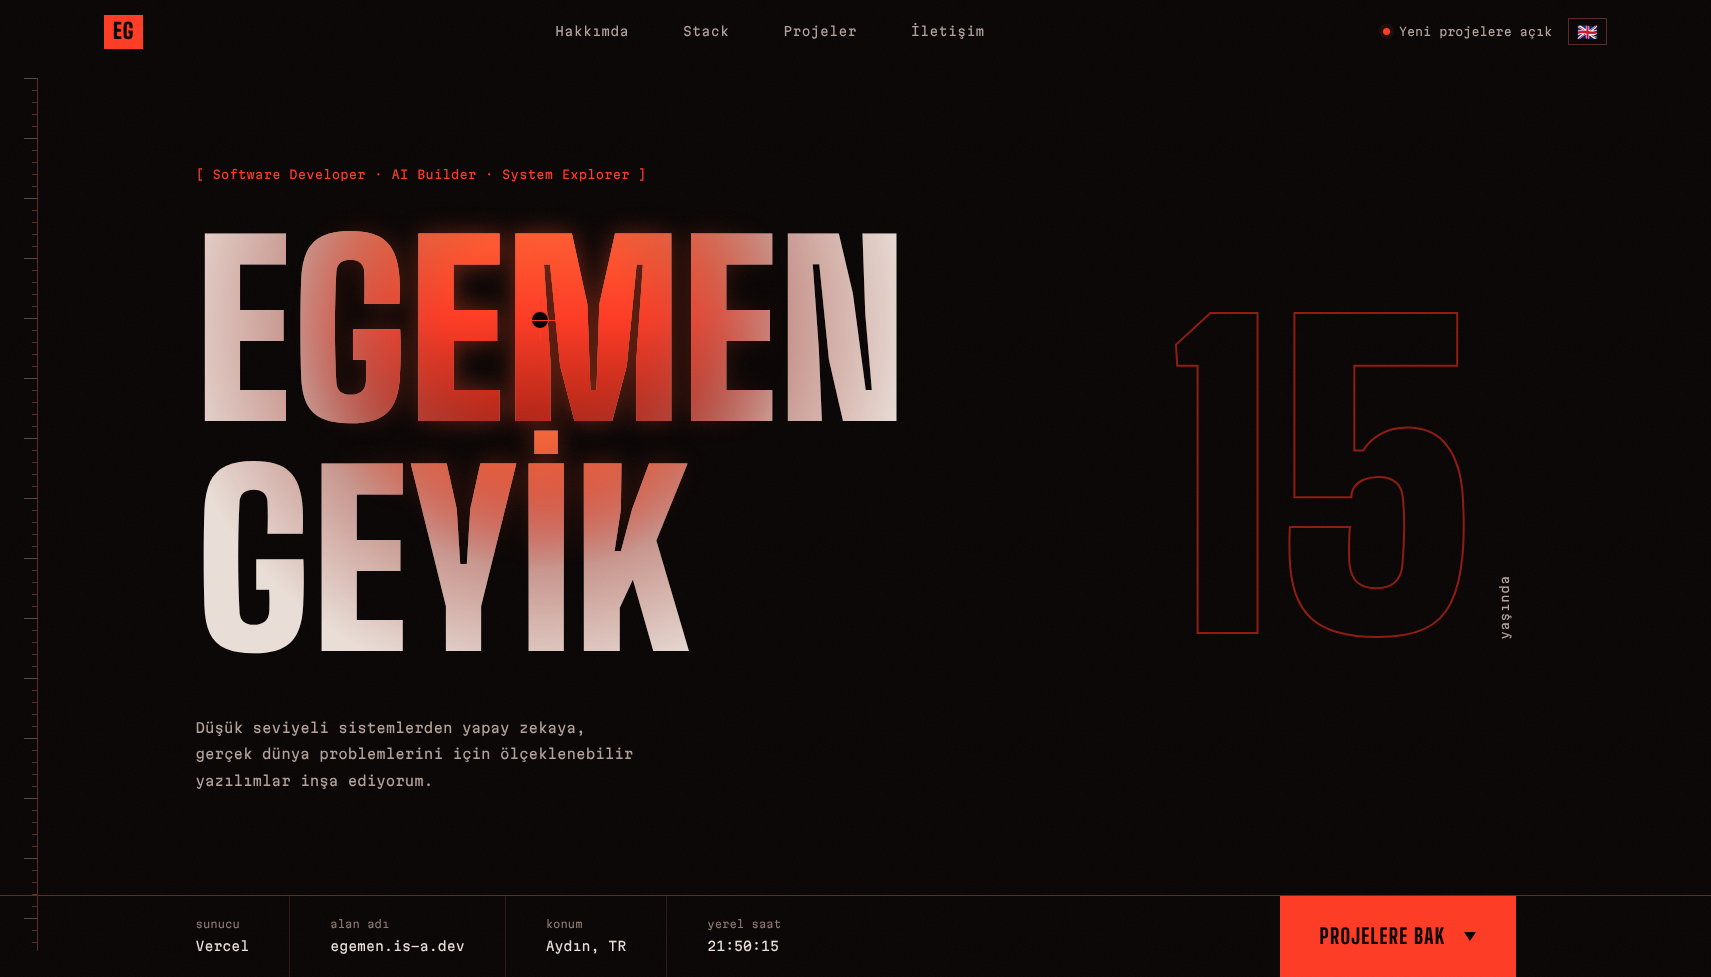 EG
Hakkımda
Stack
Projeler
İletişim
Yeni projelere açık
[ Software Developer · AI Builder · System Explorer ]
EGEMEN
GEYİK
15
yaşında
Düşük seviyeli sistemlerden yapay zekaya,
gerçek dünya problemlerini için ölçeklenebilir
yazılımlar inşa ediyorum.
sunucu
Vercel
alan adı
egemen.is-a.dev
konum
Aydın, TR
yerel saat
21:50:15
PROJELERE BAK